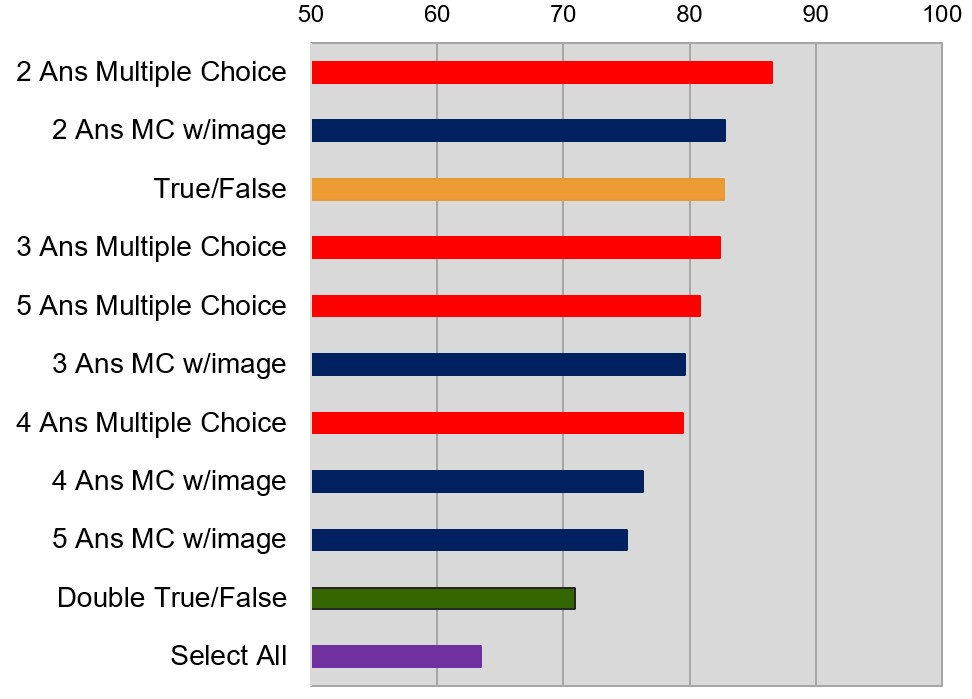 50 60 70 80 90 100
2 Ans Multiple Choice
2 Ans MC w/image
True/False
3 Ans Multiple Choice
5 Ans Multiple Choice
3 Ans MC w/image
4 Ans Multiple Choice
4 Ans MC w/image
5 Ans MC w/image
Double True/False
Select All